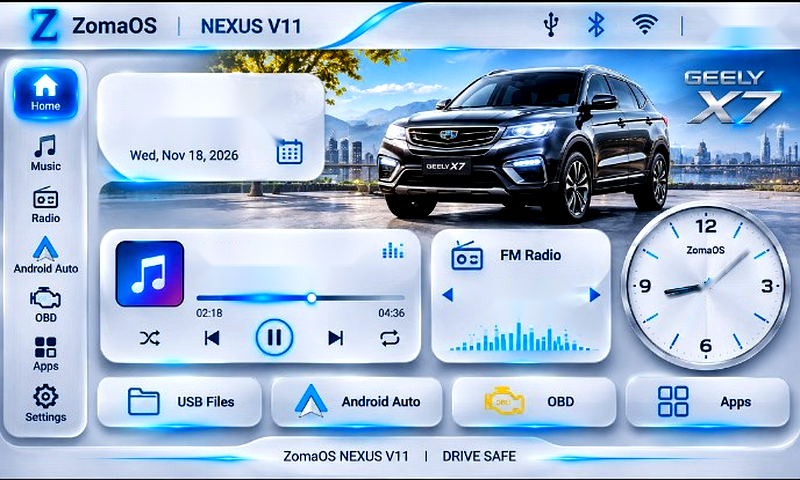 Z ZomaOS | NEXUS V11
Home
Music
Radio
Android Auto
OBD
Apps
Settings
Wed, Nov 18, 2026
GEELY
X7
GEELY X7
02:18
04:36
FM Radio
12
ZomaOS
9
3
6
USB Files
Android Auto
OBD
Apps
ZomaOS NEXUS V11 | DRIVE SAFE